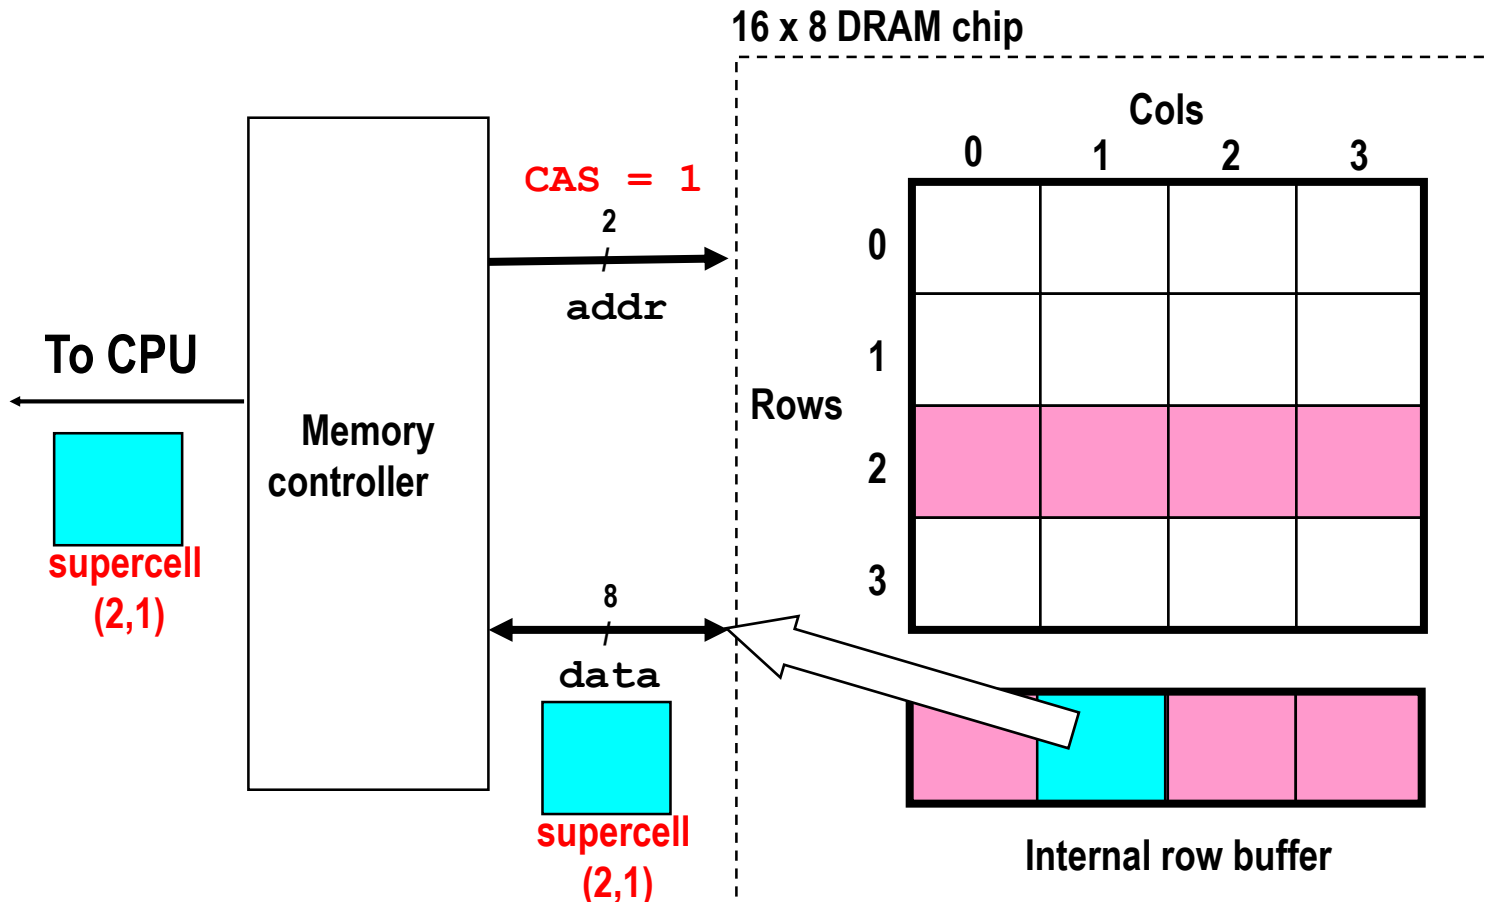 16 x 8 DRAM chip
Cols
0 1 2 3
CAS = 1
2
addr
0
1
2
3
Rows
To CPU
Memory
controller
supercell
(2,1)
8
data
supercell
(2,1)
Internal row buffer